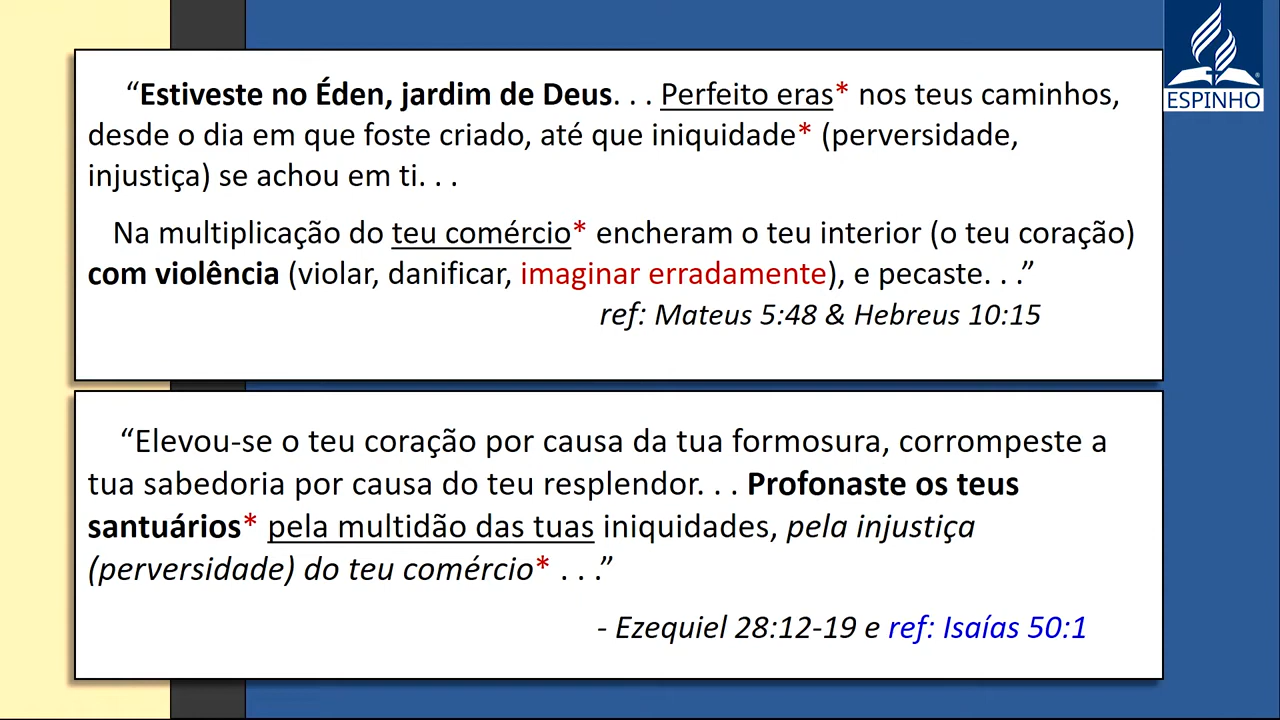 ESPINHO
“Estiveste no Éden, jardim de Deus. . . Perfeito eras* nos teus caminhos,
desde o dia em que foste criado, até que iniquidade* (perversidade,
injustiça) se achou em ti. . .
Na multiplicação do teu comércio* encheram o teu interior (o teu coração)
com violência (violar, danificar, imaginar erradamente), e pecaste. . .”
ref: Mateus 5:48 & Hebreus 10:15
“Elevou-se o teu coração por causa da tua formosura, corrompeste a
tua sabedoria por causa do teu resplendor. . . Profonaste os teus
santuários* pela multidão das tuas iniquidades, pela injustiça
(perversidade) do teu comércio* . . .”
- Ezequiel 28:12-19 e ref: Isaías 50:1